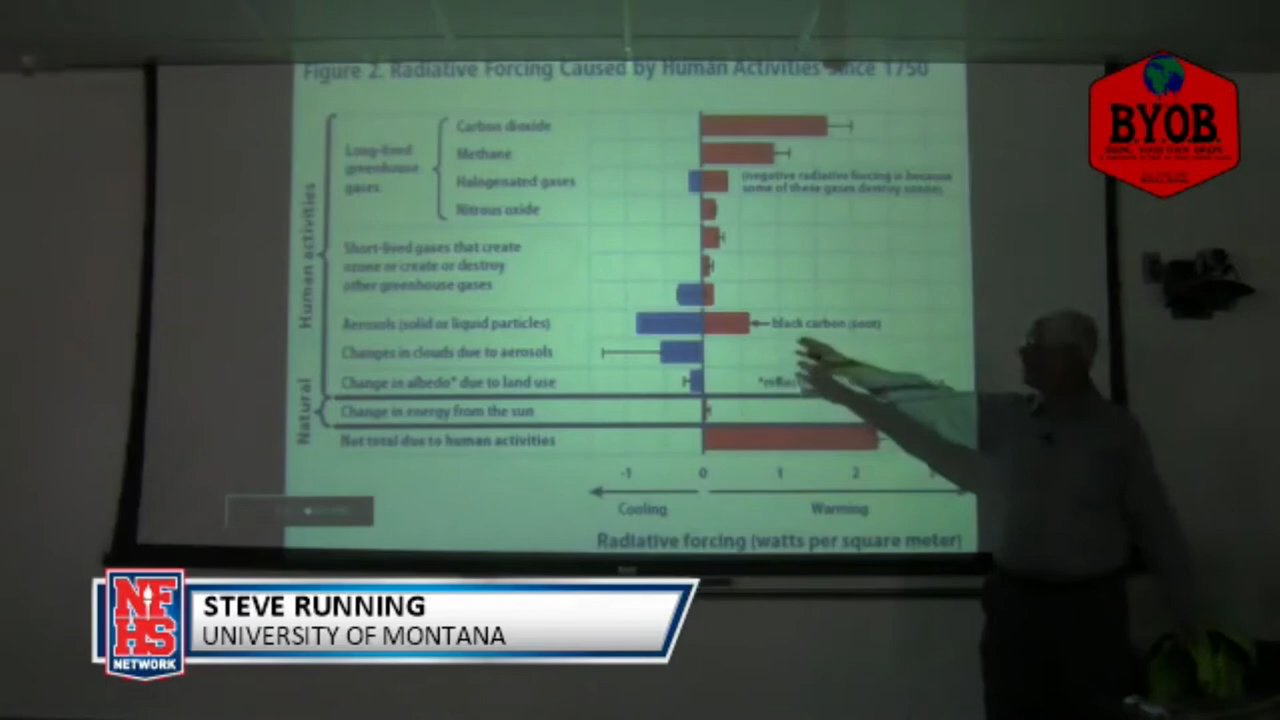 Figure 2. Radiative Forcing Caused by Human Activities Since 1750
B.Y.O.B.
Human activities
Long-lived
greenhouse
gases
Carbon dioxide
Methane
Halogenated gases
(negative radiative forcing is because
some of these gases destroy ozone)
Nitrous oxide
Short-lived gases that create
ozone or create or destroy
other greenhouse gases
Aerosols (solid or liquid particles)
black carbon (soot)
Changes in clouds due to aerosols
Natural
Change in albedo* due to land use
Change in energy from the sun
Net total due to human activities
-1 0 1 2
Cooling
Warming
Radiative forcing (watts per square meter)
NF
HS
NETWORK
STEVE RUNNING
UNIVERSITY OF MONTANA